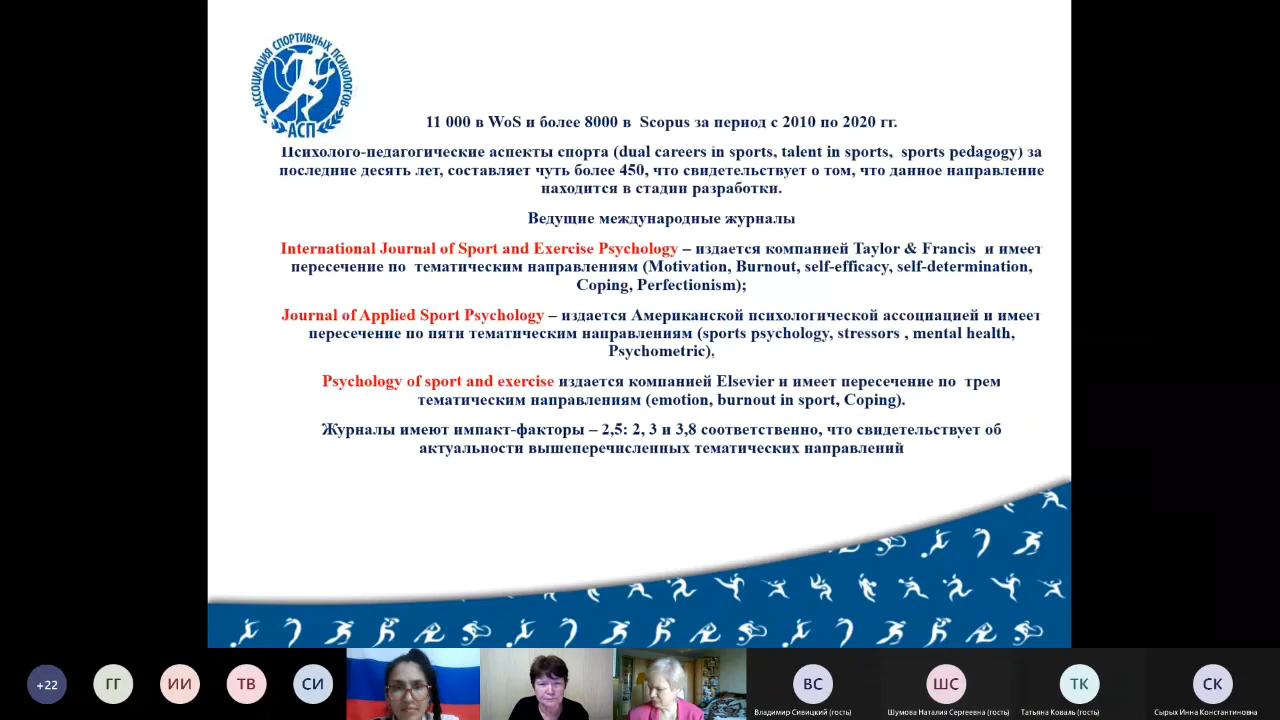 АССОЦИАЦИЯ СПОРТИВНЫХ ПСИХОЛОГОВ
АСП
11 000 в WoS и более 8000 в Scopus за период с 2010 по 2020 гг.
Психолого-педагогические аспекты спорта (dual careers in sports, talent in sports, sports pedagogy) за
последние десять лет, составляет чуть более 450, что свидетельствует о том, что данное направление
находится в стадии разработки.
Ведущие международные журналы
International Journal of Sport and Exercise Psychology – издается компанией Taylor & Francis и имеет
пересечение по тематическим направлениям (Motivation, Burnout, self-efficacy, self-determination,
Coping, Perfectionism);
Journal of Applied Sport Psychology – издается Американской психологической ассоциацией и имеет
пересечение по пяти тематическим направлениям (sports psychology, stressors , mental health,
Psychometric),
Psychology of sport and exercise издается компанией Elsevier и имеет пересечение по трем
тематическим направлениям (emotion, burnout in sport, Coping).
Журналы имеют импакт-факторы – 2,5: 2, 3 и 3,8 соответственно, что свидетельствует об
актуальности вышеперечисленных тематических направлений
+22 ГГ ИИ ТВ СИ ВС ШС ТК СК
Владимир Сивицкий (гость) Шумова Наталия Сергеевна (гость) Татьяна Коваль (гость) Сырых Инна Константиновна